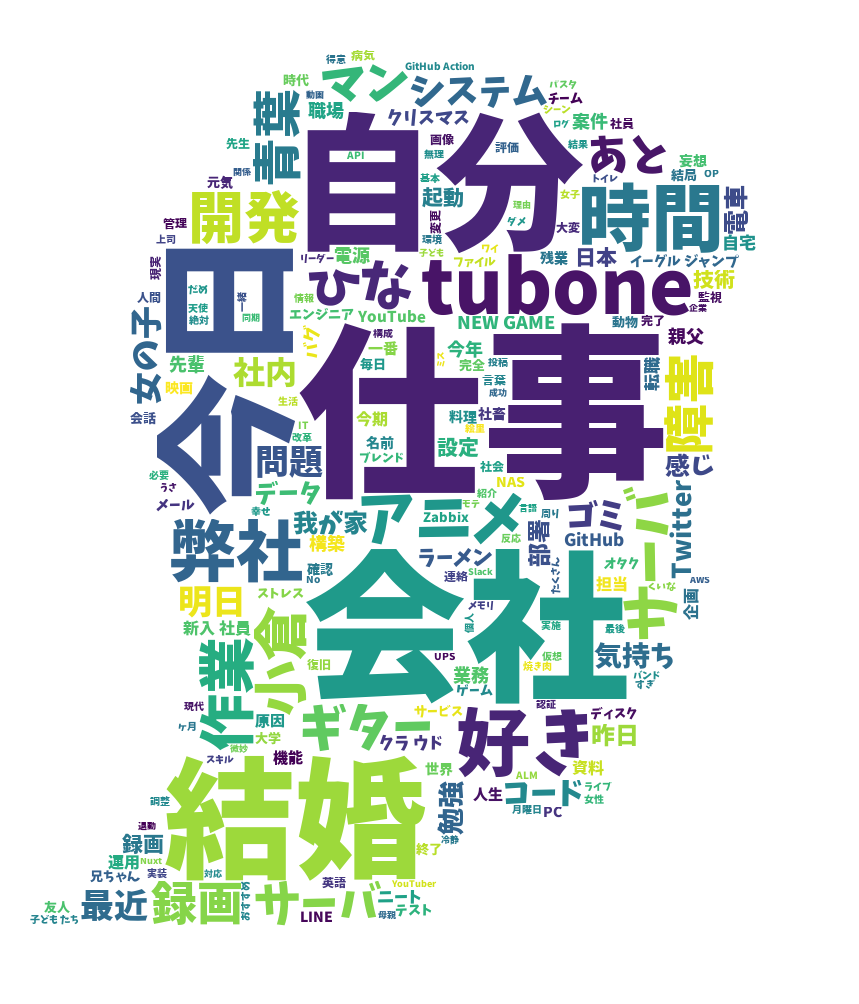 得意
病気
GitHub Action
時代
マン
システム
バスタ
動画
チーム
シーン
青葉
職場
クリスマス
ログ
案件
社員
先生
画像
評価
結果
あと
自分
API
無理
妄想
関係
トイレ
結局
OP
元気
基本
起動
理由
女子
時間
電車
開発
管理
変更
ダメ
大変
上司
環境
自宅
リーダー
電源
子ども
ワイ
残業
日本
イーグル ジャンプ
現実
日
ひな
ファイル
tubone
技術
人間
だめ
一緒
情報
監視
天使
絶対
同期
エンジニア
YouTube
NEW GAME
動物
完了
企業
女の子
バグ
構成
一番
今年
親父
先輩
社内
毎日
ミス
完全
投稿
転職
障害
映画
今
仕事
言葉
成功
生活
会話
今期
料理
社畜
IT
改革
名前
設定
問題
ブレンド
社会
感じ
必要
うさ
データ
NAS
メール
幸せ
アニメ
紹介
モテ
言語
周り
ゴミ
サーバ
Twitter
我が家
Zabbix
弊社
構築
反応
部署
GitHub
ラーメン
確認
No
連絡
Slack
たくさん
オタク
明日
ストレス
会社
メモリ
担当
くいな
AWS
企画
新入 社員
小倉
個人
実施
最後
作業
復旧
UPS
仮想
焼き肉
気持ち
業務
バンド
すぎ
ゲーム
現代
ケ月
原因
ギター
サービス
認証
ディスク
大学
微妙
クラウド
好き
昨日
スキル
機能
世界
資料
結婚
ALM
人生
コード
ライブ
女性
調整
勉強
月曜日
PC
退勤
冷静
録画
終了
運用
Nuxt
兄ちゃん
実装
対応
英語
YouTuber
友人
子どもたち
最近
録画
おすすめ
サーバ
LINE
ニート
母親
テスト